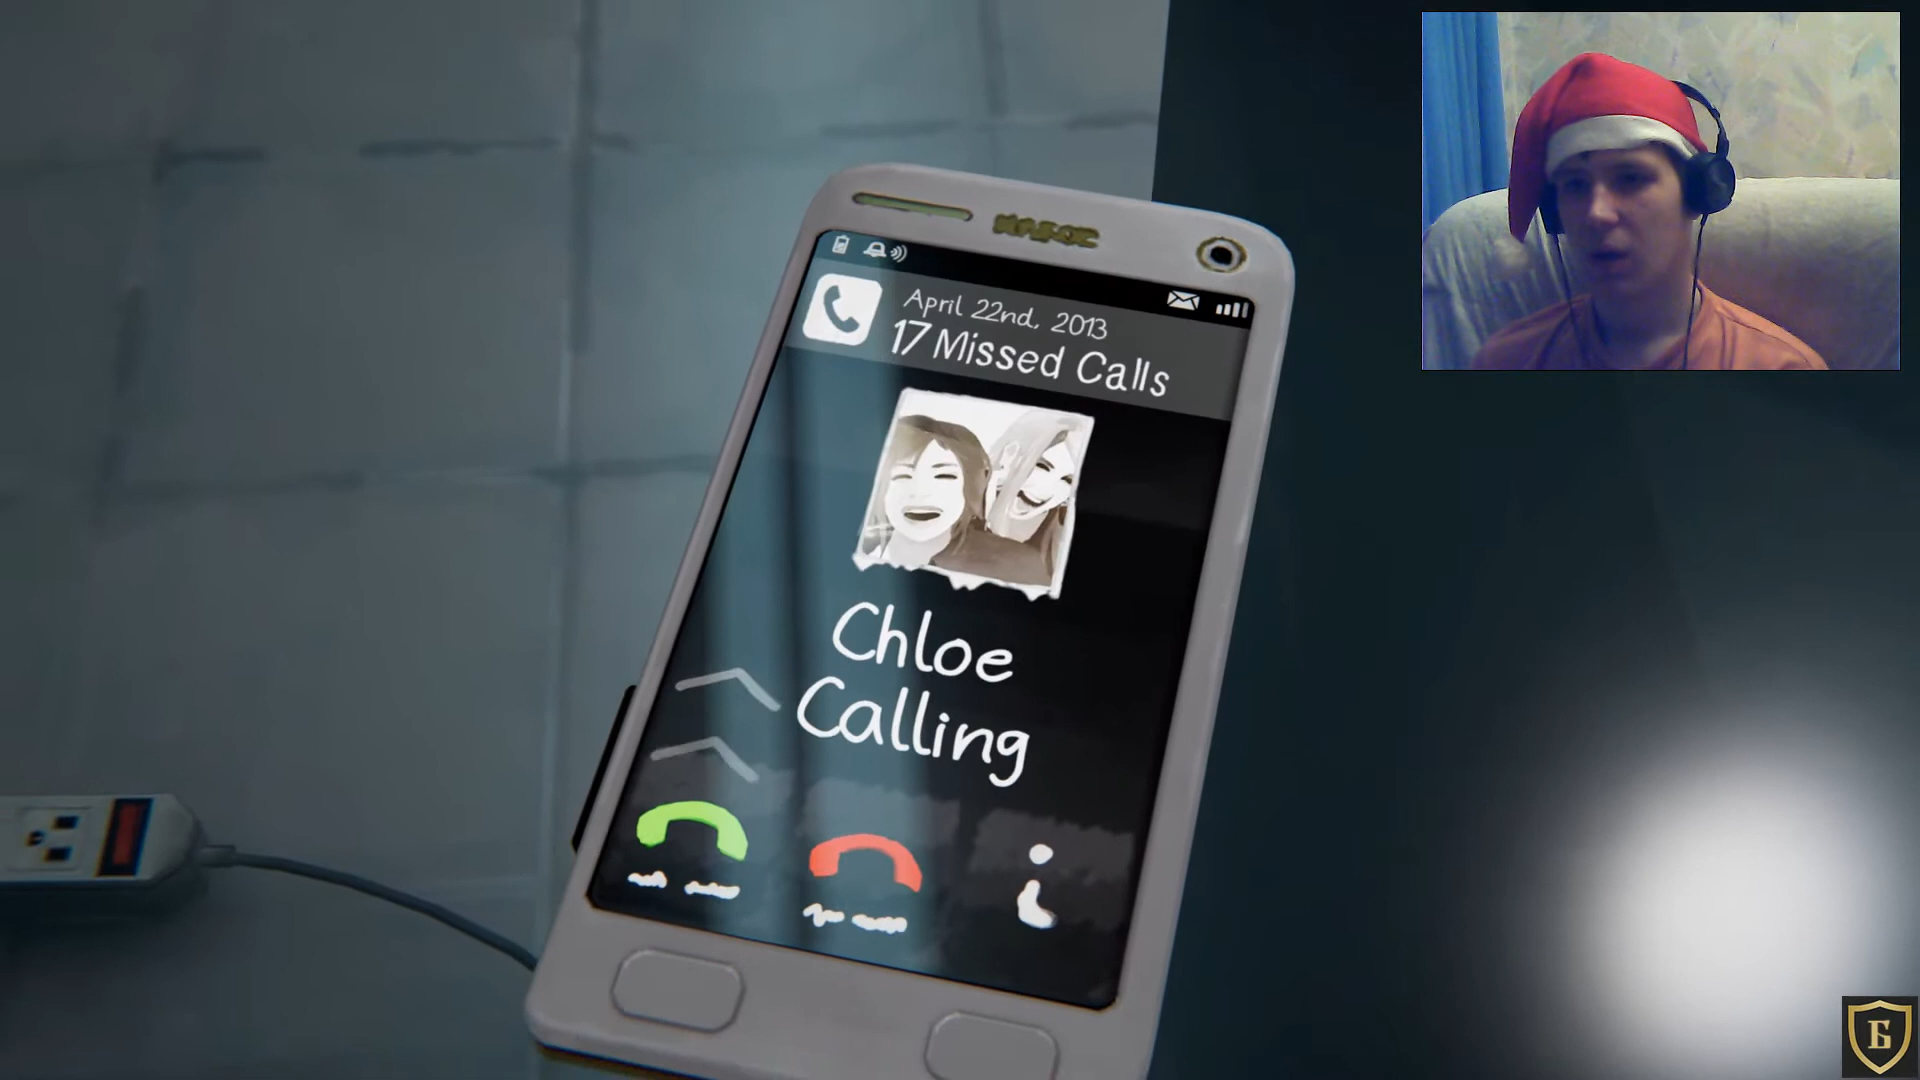 April 22nd, 2013
17 Missed Calls
Chloe
Calling
Б